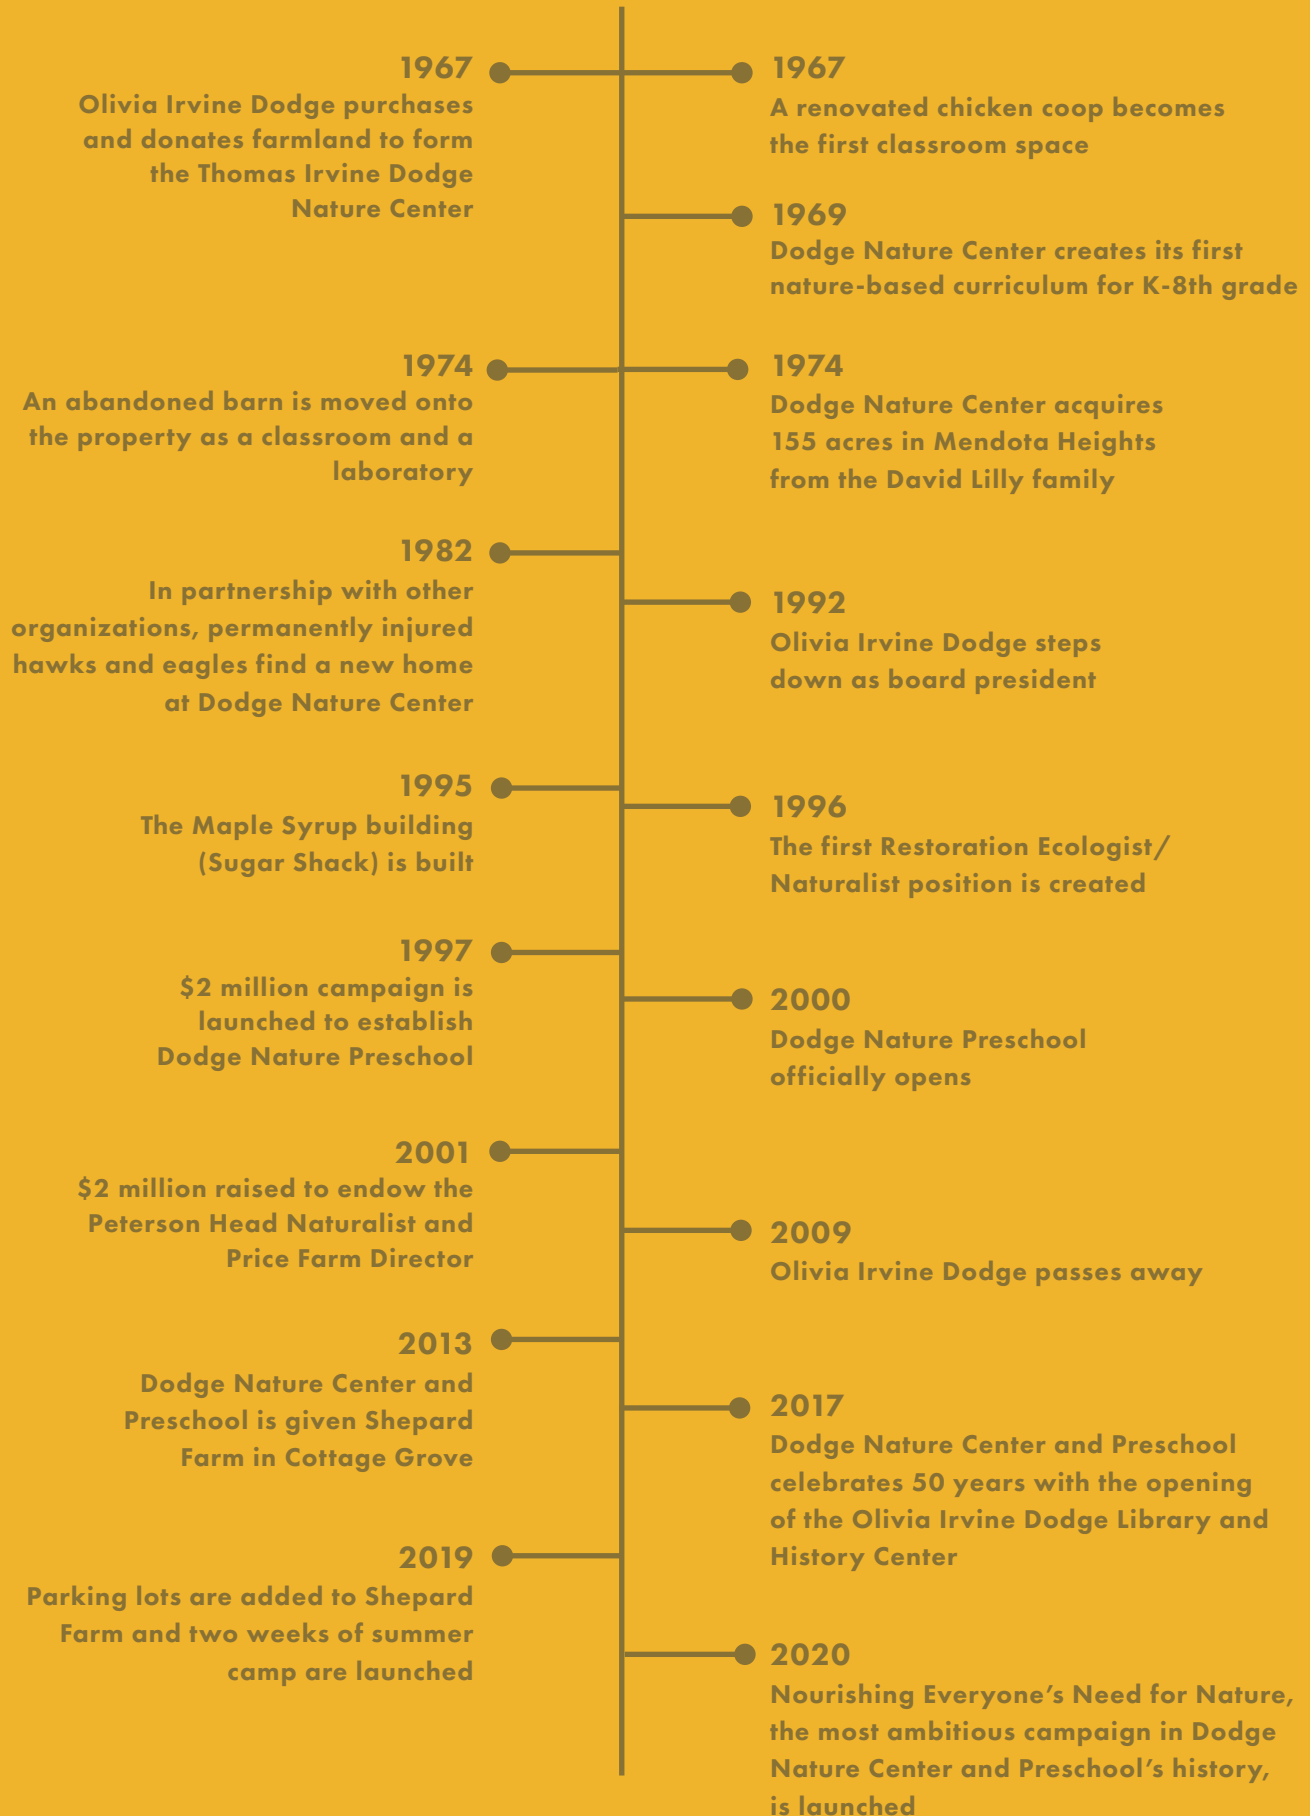 1967
Olivia Irvine Dodge purchases
and donates farmland to form
the Thomas Irvine Dodge
Nature Center
1967
A renovated chicken coop becomes
the first classroom space
1969
Dodge Nature Center creates its first
nature-based curriculum for K-8th grade
1974
An abandoned barn is moved onto
the property as a classroom and a
laboratory
1974
Dodge Nature Center acquires
155 acres in Mendota Heights
from the David Lilly family
1982
In partnership with other
organizations, permanently injured
hawks and eagles find a new home
at Dodge Nature Center
1992
Olivia Irvine Dodge steps
down as board president
1995
The Maple Syrup building
(Sugar Shack) is built
1996
The first Restoration Ecologist/
Naturalist position is created
1997
$2 million campaign is
launched to establish
Dodge Nature Preschool
2000
Dodge Nature Preschool
officially opens
2001
$2 million raised to endow the
Peterson Head Naturalist and
Price Farm Director
2009
Olivia Irvine Dodge passes away
2013
Dodge Nature Center and
Preschool is given Shepard
Farm in Cottage Grove
2017
Dodge Nature Center and Preschool
celebrates 50 years with the opening
of the Olivia Irvine Dodge Library and
History Center
2019
Parking lots are added to Shepard
Farm and two weeks of summer
camp are launched
2020
Nourishing Everyone’s Need for Nature,
the most ambitious campaign in Dodge
Nature Center and Preschool’s history,
is launched